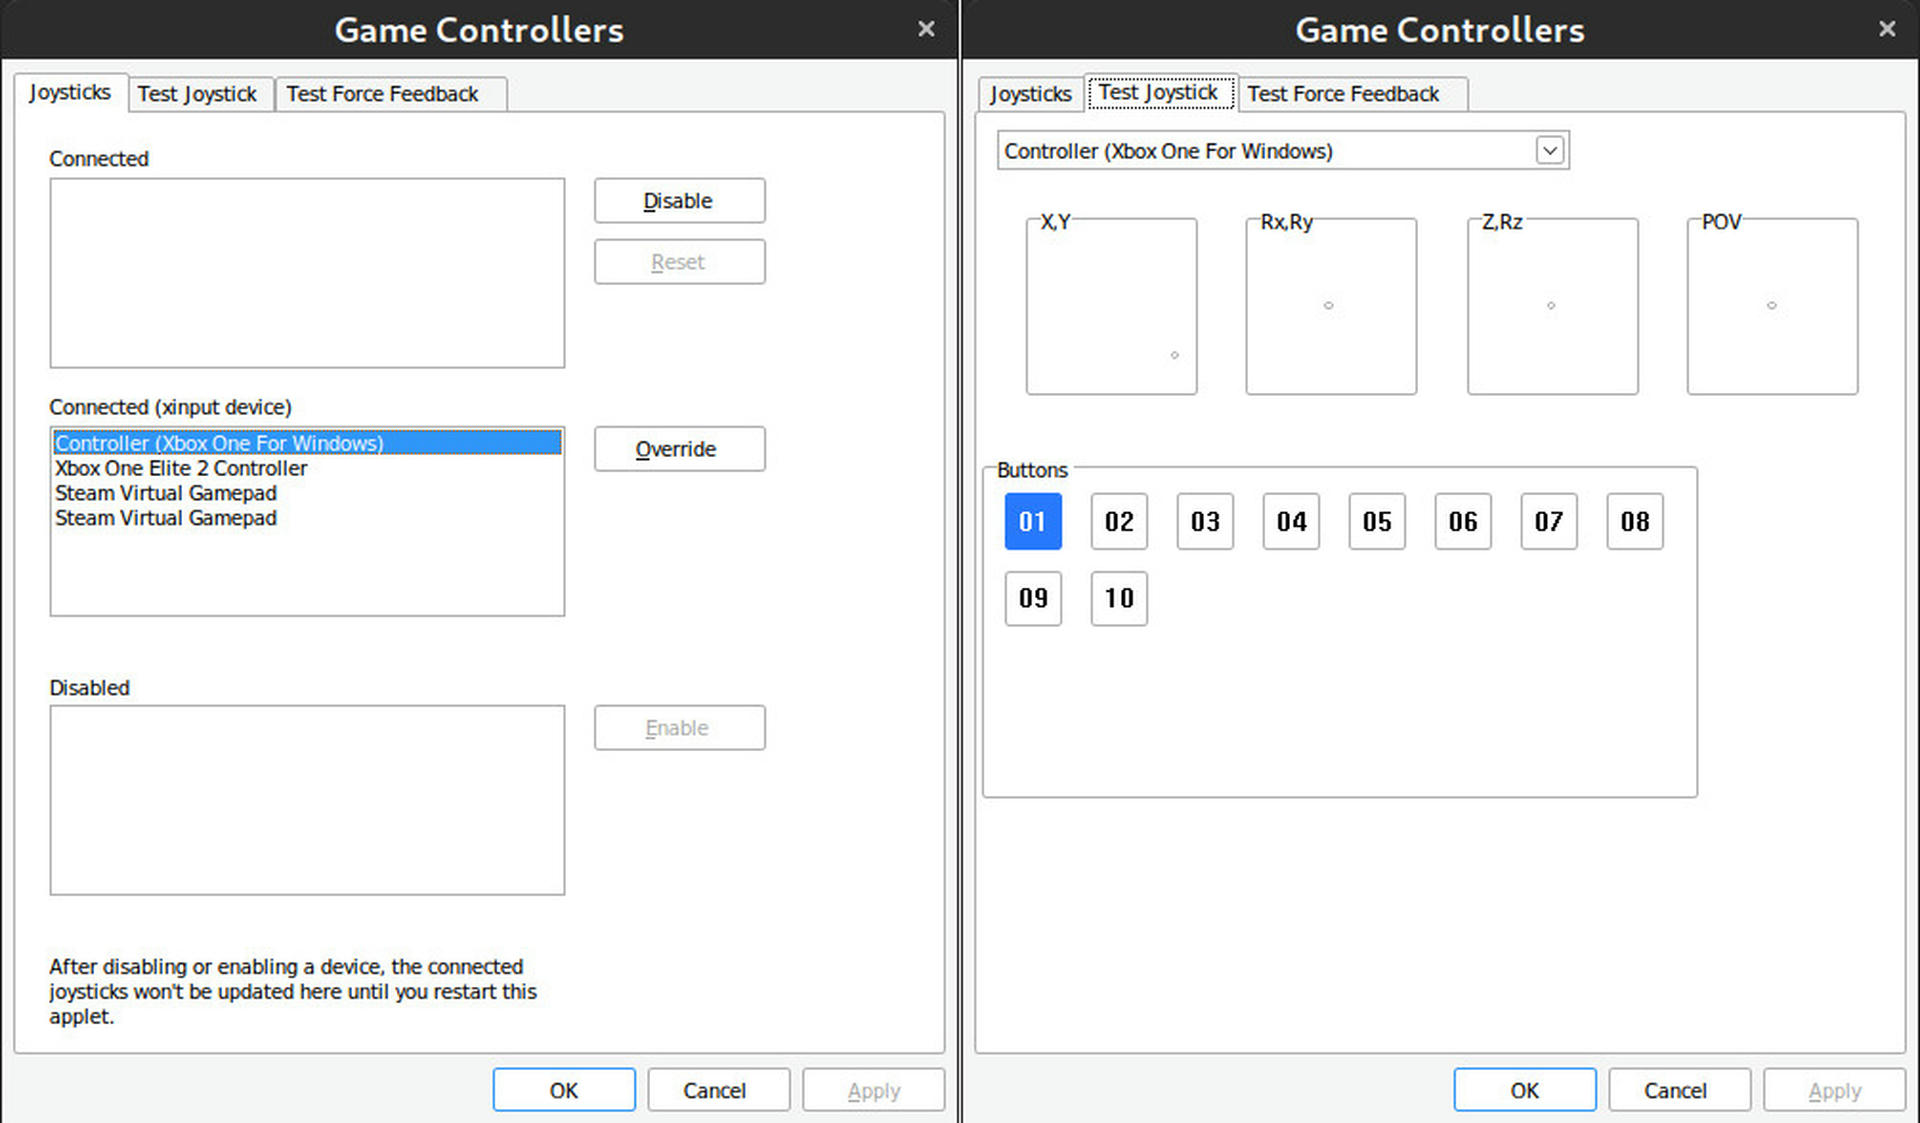 Game Controllers
Joysticks
Test Joystick
Test Force Feedback
Connected
Disable
Reset
Connected (xinput device)
Controller (Xbox One For Windows)
Xbox One Elite 2 Controller
Steam Virtual Gamepad
Steam Virtual Gamepad
Override
Disabled
Enable
After disabling or enabling a device, the connected
joysticks won't be updated here until you restart this
applet.
OK
Cancel
Apply
Game Controllers
Joysticks
Test Joystick
Test Force Feedback
Controller (Xbox One For Windows)
X,Y
Rx,Ry
Z,Rz
POV
Buttons
01 02 03 04 05 06 07 08
09 10
OK
Cancel
Apply